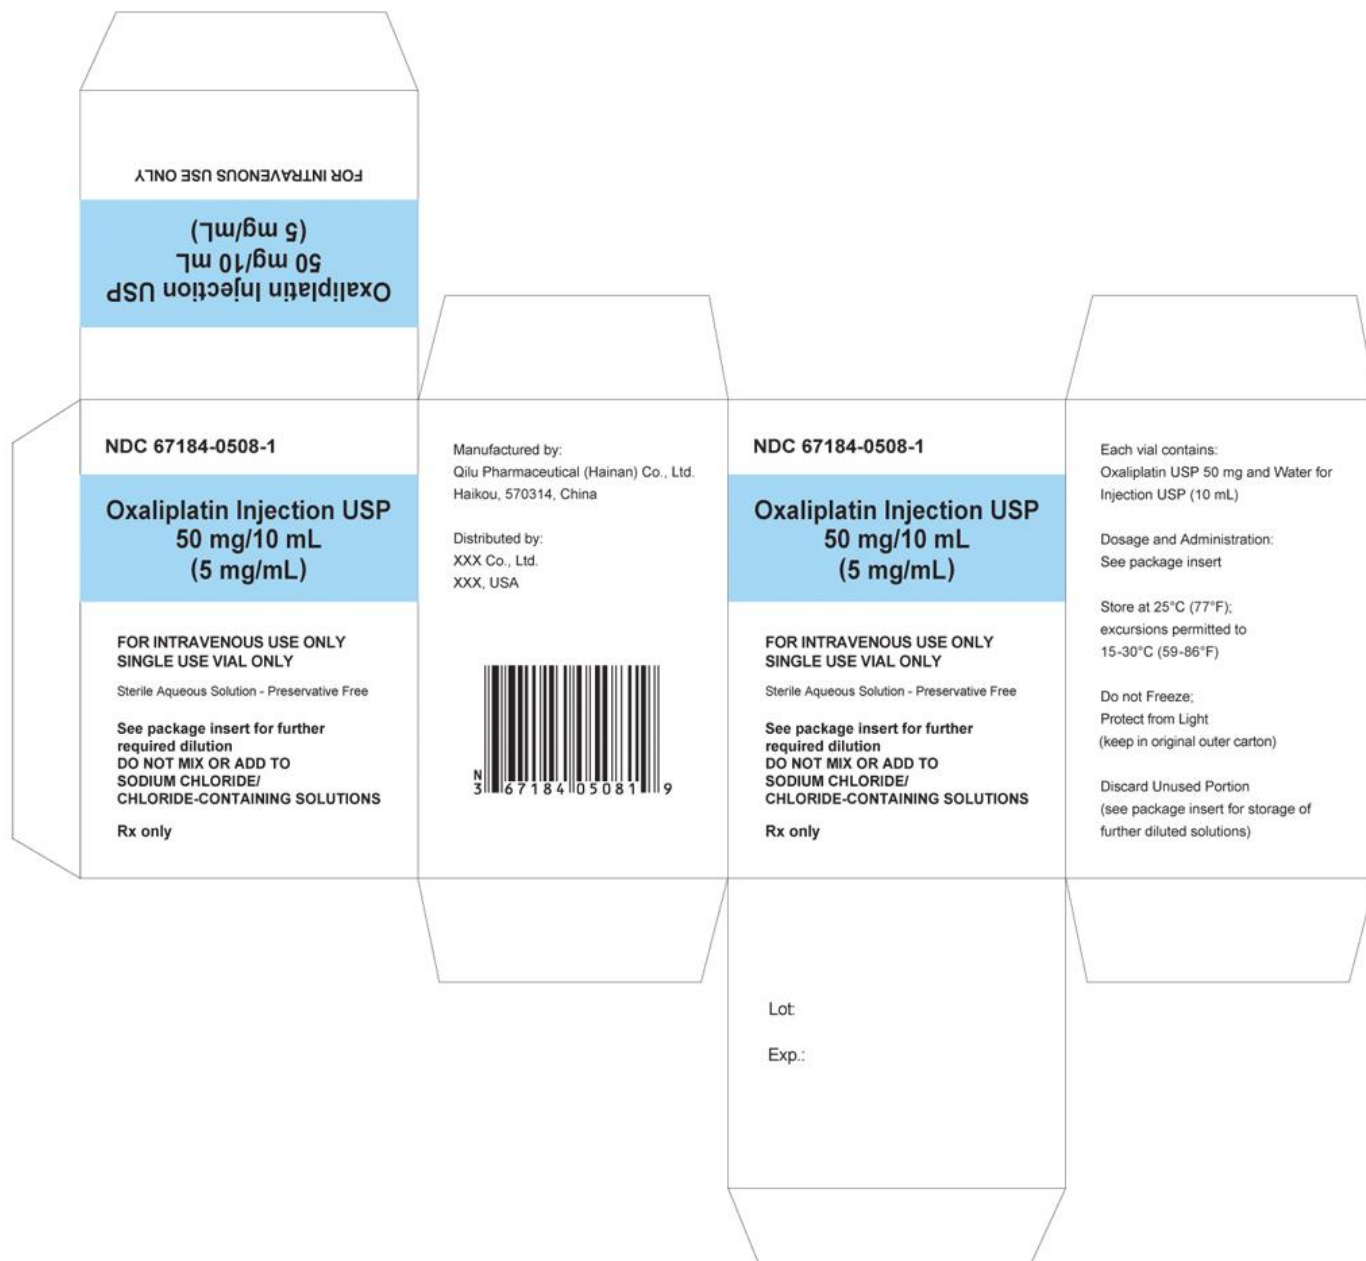 FOR INTRAVENOUS USE ONLY
Oxaliplatin Injection USP
50 mg/10 mL
(5 mg/mL)
NDC 67184-0508-1
Oxaliplatin Injection USP
50 mg/10 mL
(5 mg/mL)
FOR INTRAVENOUS USE ONLY
SINGLE USE VIAL ONLY
Sterile Aqueous Solution - Preservative Free
See package insert for further
required dilution
DO NOT MIX OR ADD TO
SODIUM CHLORIDE/
CHLORIDE-CONTAINING SOLUTIONS
Rx only
Manufactured by:
Qilu Pharmaceutical (Hainan) Co., Ltd.
Haikou, 570314, China
Distributed by:
XXX Co., Ltd.
XXX, USA
N
3 67184 05081 9
NDC 67184-0508-1
Oxaliplatin Injection USP
50 mg/10 mL
(5 mg/mL)
FOR INTRAVENOUS USE ONLY
SINGLE USE VIAL ONLY
Sterile Aqueous Solution - Preservative Free
See package insert for further
required dilution
DO NOT MIX OR ADD TO
SODIUM CHLORIDE/
CHLORIDE-CONTAINING SOLUTIONS
Rx only
Each vial contains:
Oxaliplatin USP 50 mg and Water for
Injection USP (10 mL)
Dosage and Administration:
See package insert
Store at 25°C (77°F);
excursions permitted to
15-30°C (59-86°F)
Do not Freeze;
Protect from Light
(keep in original outer carton)
Discard Unused Portion
(see package insert for storage of
further diluted solutions)
Lot:
Exp.: